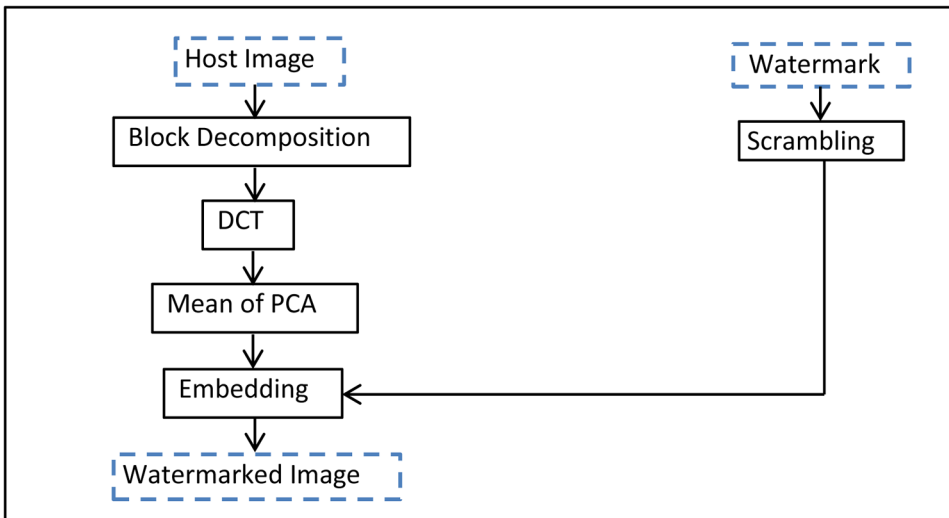 Host Image
Watermark
Block Decomposition
Scrambling
DCT
Mean of PCA
Embedding
Watermarked Image